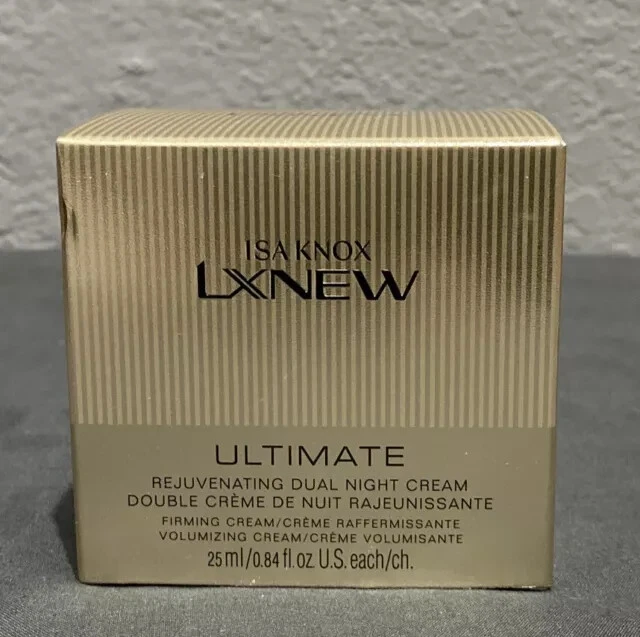 ISA KNOX
LXNEW
ULTIMATE
REJUVENATING DUAL NIGHT CREAM
DOUBLE CRÈME DE NUIT RAJEUNISSANTE
FIRMING CREAM/CRÈME RAFFERMISSANTE
VOLUMIZING CREAM/CRÈME VOLUMISANTE
25 ml/0.84 fl. oz. U.S. each/ch.